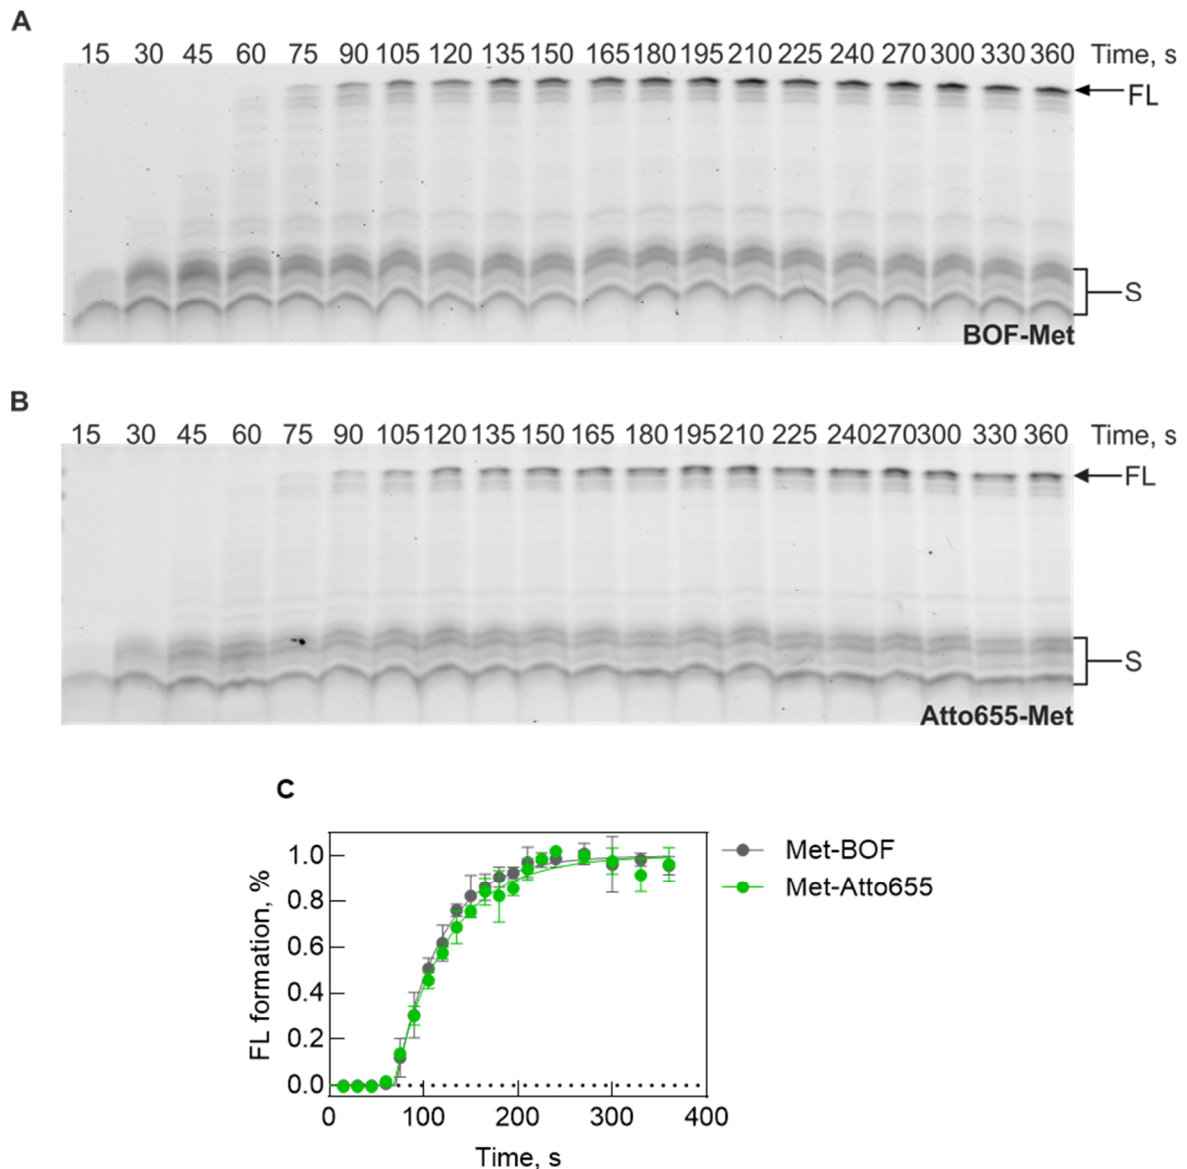 A
15 30 45 60 75 90 105 120 135 150 165 180 195 210 225 240 270 300 330 360 Time, s
FL
S
BOF-Met
B
15 30 45 60 75 90 105 120 135 150 165 180 195 210 225 240 270 300 330 360 Time, s
FL
S
Atto655-Met
C
1.0
0.8
0.6
0.4
0.2
0.0
FL formation, %
0 100 200 300 400
Time, s
Met-BOF
Met-Atto655